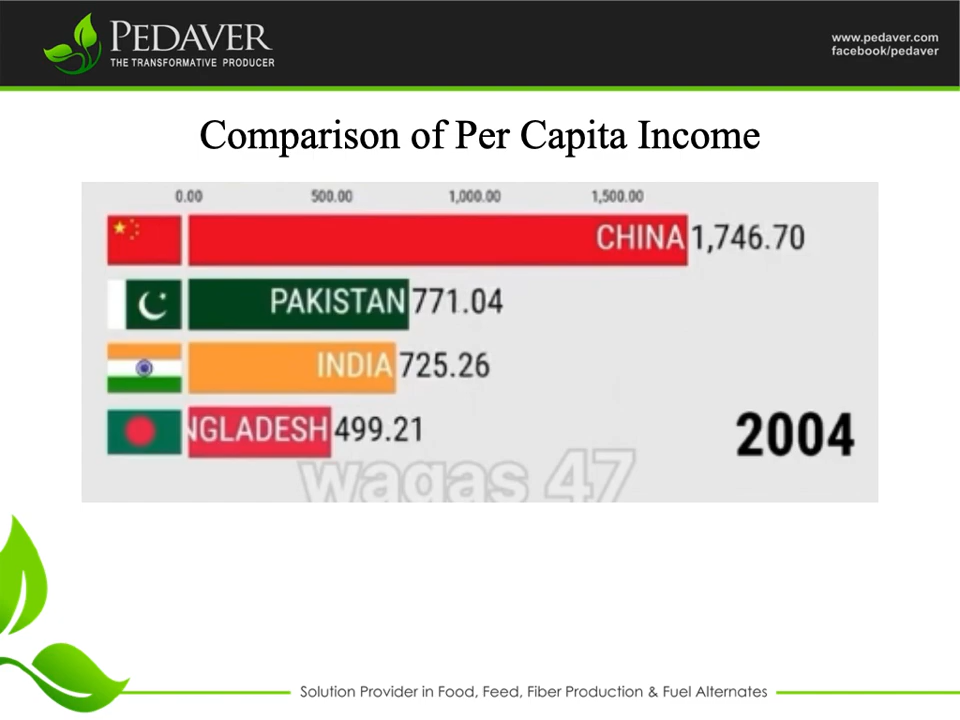 PEDAVER
THE TRANSFORMATIVE PRODUCER
www.pedaver.com
facebook/pedaver
Comparison of Per Capita Income
0.00 500.00 1,000.00 1,500.00
CHINA 1,746.70
PAKISTAN 771.04
INDIA 725.26
NGLADESH 499.21
2004
waqas 47
Solution Provider in Food, Feed, Fiber Production & Fuel Alternates